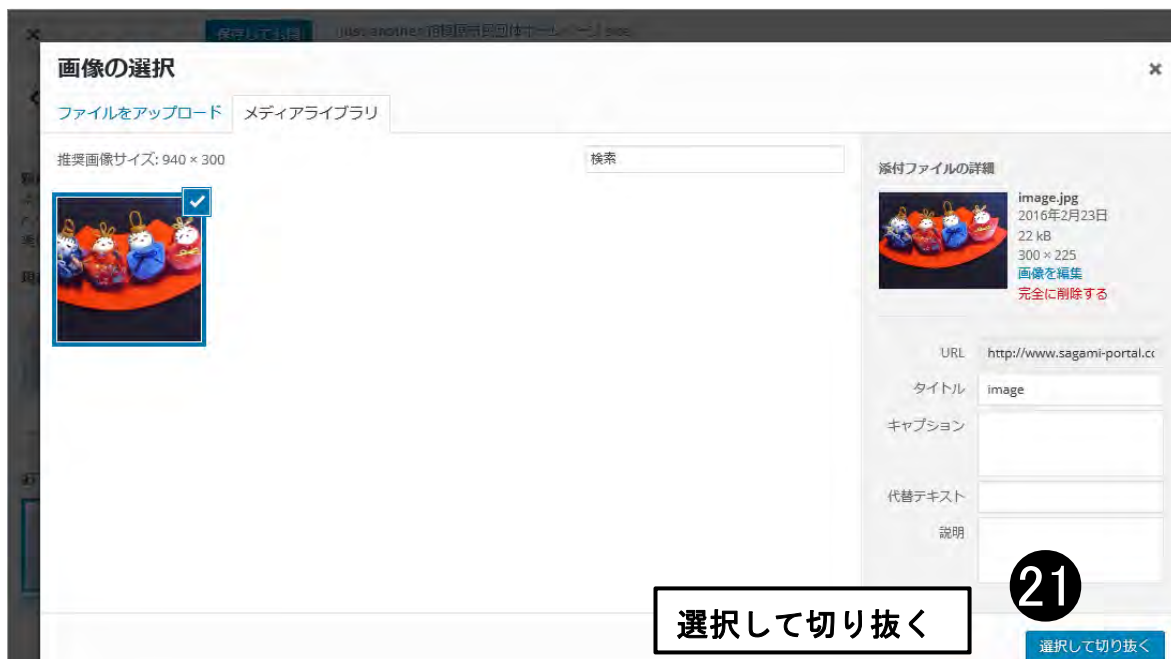 保存して公開
画像の選択
ファイルをアップロード
メディアライブラリ
推奨画像サイズ: 940 × 300
検索
添付ファイルの詳細
image.jpg
2016年2月23日
22 kB
300 × 225
画像を編集
完全に削除する
URL http://www.sagami-portal.cc
タイトル image
キャプション
代替テキスト
説明
選択して切り抜く
21
選択して切り抜く